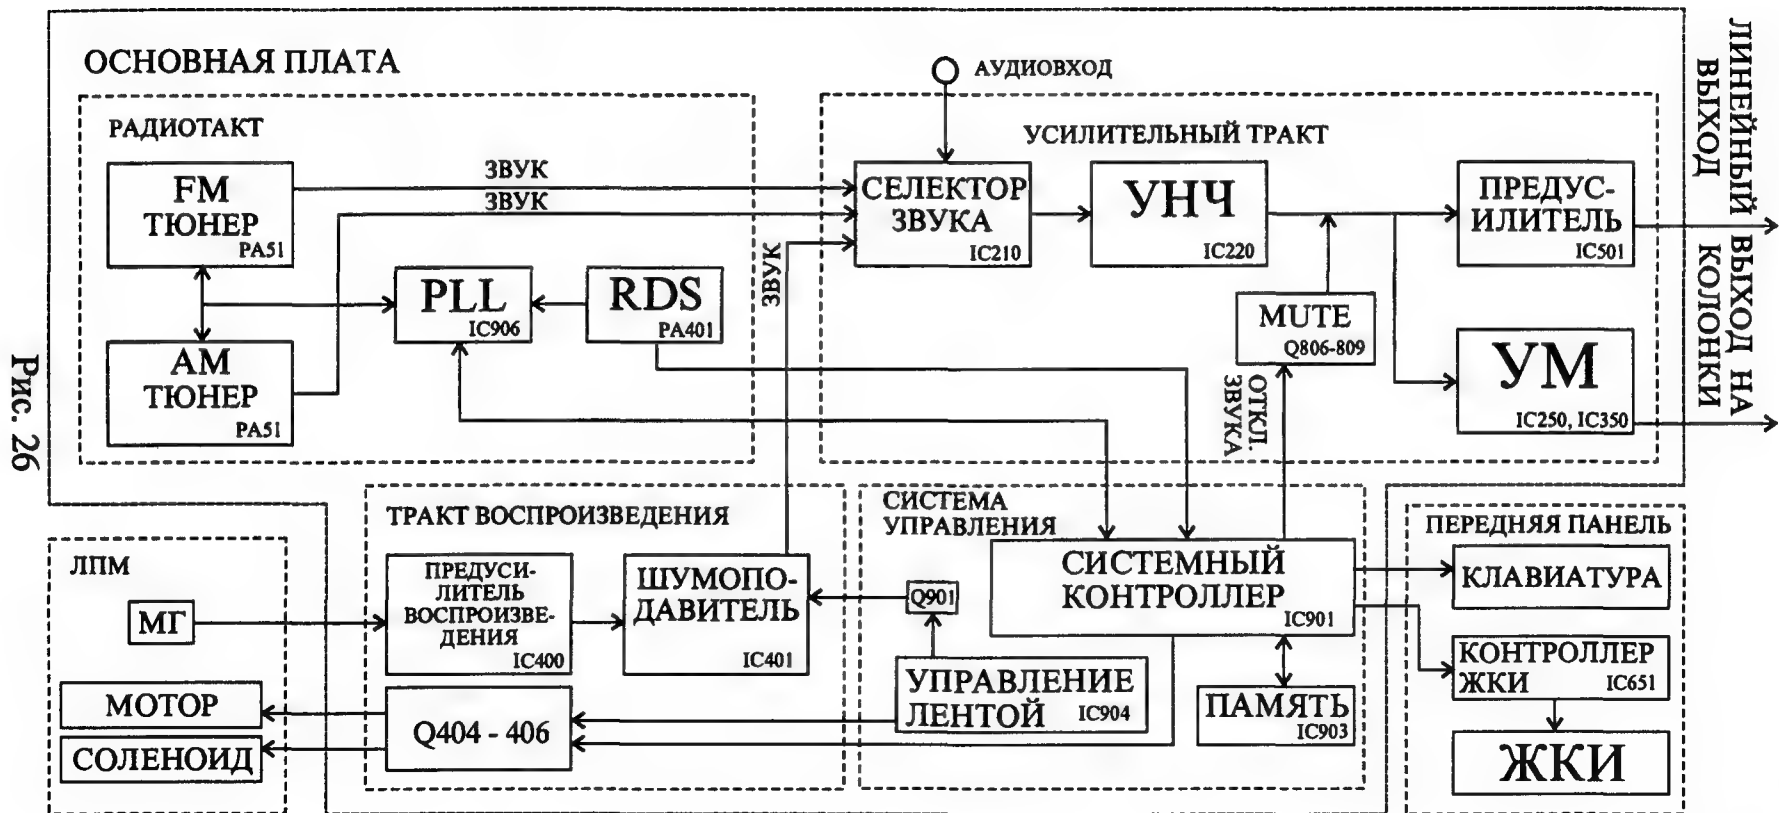 ОСНОВНАЯ ПЛАТА
АУДИОВХОД
РАДИОТАКТ
УСИЛИТЕЛЬНЫЙ ТРАКТ
FM
ТЮНЕР
PA51
ЗВУК
ЗВУК
СЕЛЕКТОР
ЗВУКА
IC210
УНЧ
IC220
ПРЕДУС-
ИЛИТЕЛЬ
IC501
ЛИНЕЙНЫЙ
ВЫХОД
PLL
IC906
RDS
PA401
ЗВУК
MUTE
Q806-809
АМ
ТЮНЕР
PA51
УМ
IC250, IC350
ВЫХОД НА
КОЛОНКИ
ОТКЛ.
ЗВУКА
Рис. 26
ТРАКТ ВОСПРОИЗВЕДЕНИЯ
СИСТЕМА
УПРАВЛЕНИЯ
ПЕРЕДНЯЯ ПАНЕЛЬ
ЛПМ
МГ
ПРЕДУСИ-
ЛИТЕЛЬ
ВОСПРОИЗВЕ-
ДЕНИЯ
IC400
ШУМОПО-
ДАВИТЕЛЬ
IC401
Q901
СИСТЕМНЫЙ
КОНТРОЛЛЕР
IC901
КЛАВИАТУРА
КОНТРОЛЛЕР
ЖКИ
IC651
МОТОР
СОЛЕНОИД
Q404 - 406
УПРАВЛЕНИЕ
ЛЕНТОЙ
IC904
ПАМЯТЬ
IC903
ЖКИ